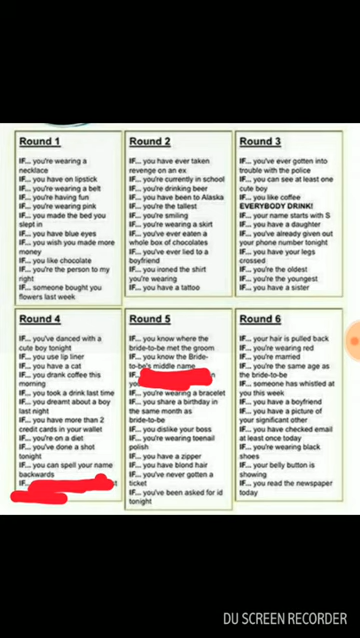 Round 1
IF... you're wearing a
necklace
IF... you have on lipstick
IF... you're wearing a belt
IF... you're having fun
IF... you're wearing pink
IF... you made the bed you
slept in
IF... you have blue eyes
IF... you wish you made more
money
IF... you like chocolate
IF... you're the person to my
right
IF... someone bought you
flowers last week
Round 2
IF... you have ever taken
revenge on an ex
IF... you're currently in school
IF... you're drinking beer
IF... you have been to Alaska
IF... you're the tallest
IF... you're smiling
IF... you're wearing a skirt
IF... you've ever eaten a
whole box of chocolates
IF... you've ever lied to a
boyfriend
IF... you ironed the shirt
you're wearing
IF... you have a tattoo
Round 3
IF... you've ever gotten into
trouble with the police
IF... you can see at least one
cute boy
IF... you like coffee
EVERYBODY DRINK!
IF... your name starts with S
IF... you have a daughter
IF... you've already given out
your phone number tonight
IF... you have your legs
crossed
IF... you're the oldest
IF... you're the youngest
IF... you have a sister
Round 4
IF... you've danced with a
cute boy tonight
IF... you use lip liner
IF... you have a cat
IF... you drank coffee this
morning
IF... you took a drink last time
IF... you dreamt about a boy
last night
IF... you have more than 2
credit cards in your wallet
IF... you're on a diet
IF... you've done a shot
tonight
IF... you can spell your name
backwards
IF...
Round 5
IF... you know where the
bride-to-be met the groom
IF... you know the Bride-
to-be's middle name
IF...
IF... you're wearing a bracelet
IF... you share a birthday in
the same month as
bride-to-be
IF... you dislike your boss
IF... you're wearing toenail
polish
IF... you have a zipper
IF... you have blond hair
IF... you've never gotten a
ticket
IF... you've been asked for id
tonight
Round 6
IF... your hair is pulled back
IF... you're wearing red
IF... you're married
IF... you're the same age as
the bride-to-be
IF... someone has whistled at
you this week
IF... you have a boyfriend
IF... you have a picture of
your significant other
IF... you have checked email
at least once today
IF... you're wearing black
shoes
IF... your belly button is
showing
IF... you read the newspaper
today
DU SCREEN RECORDER